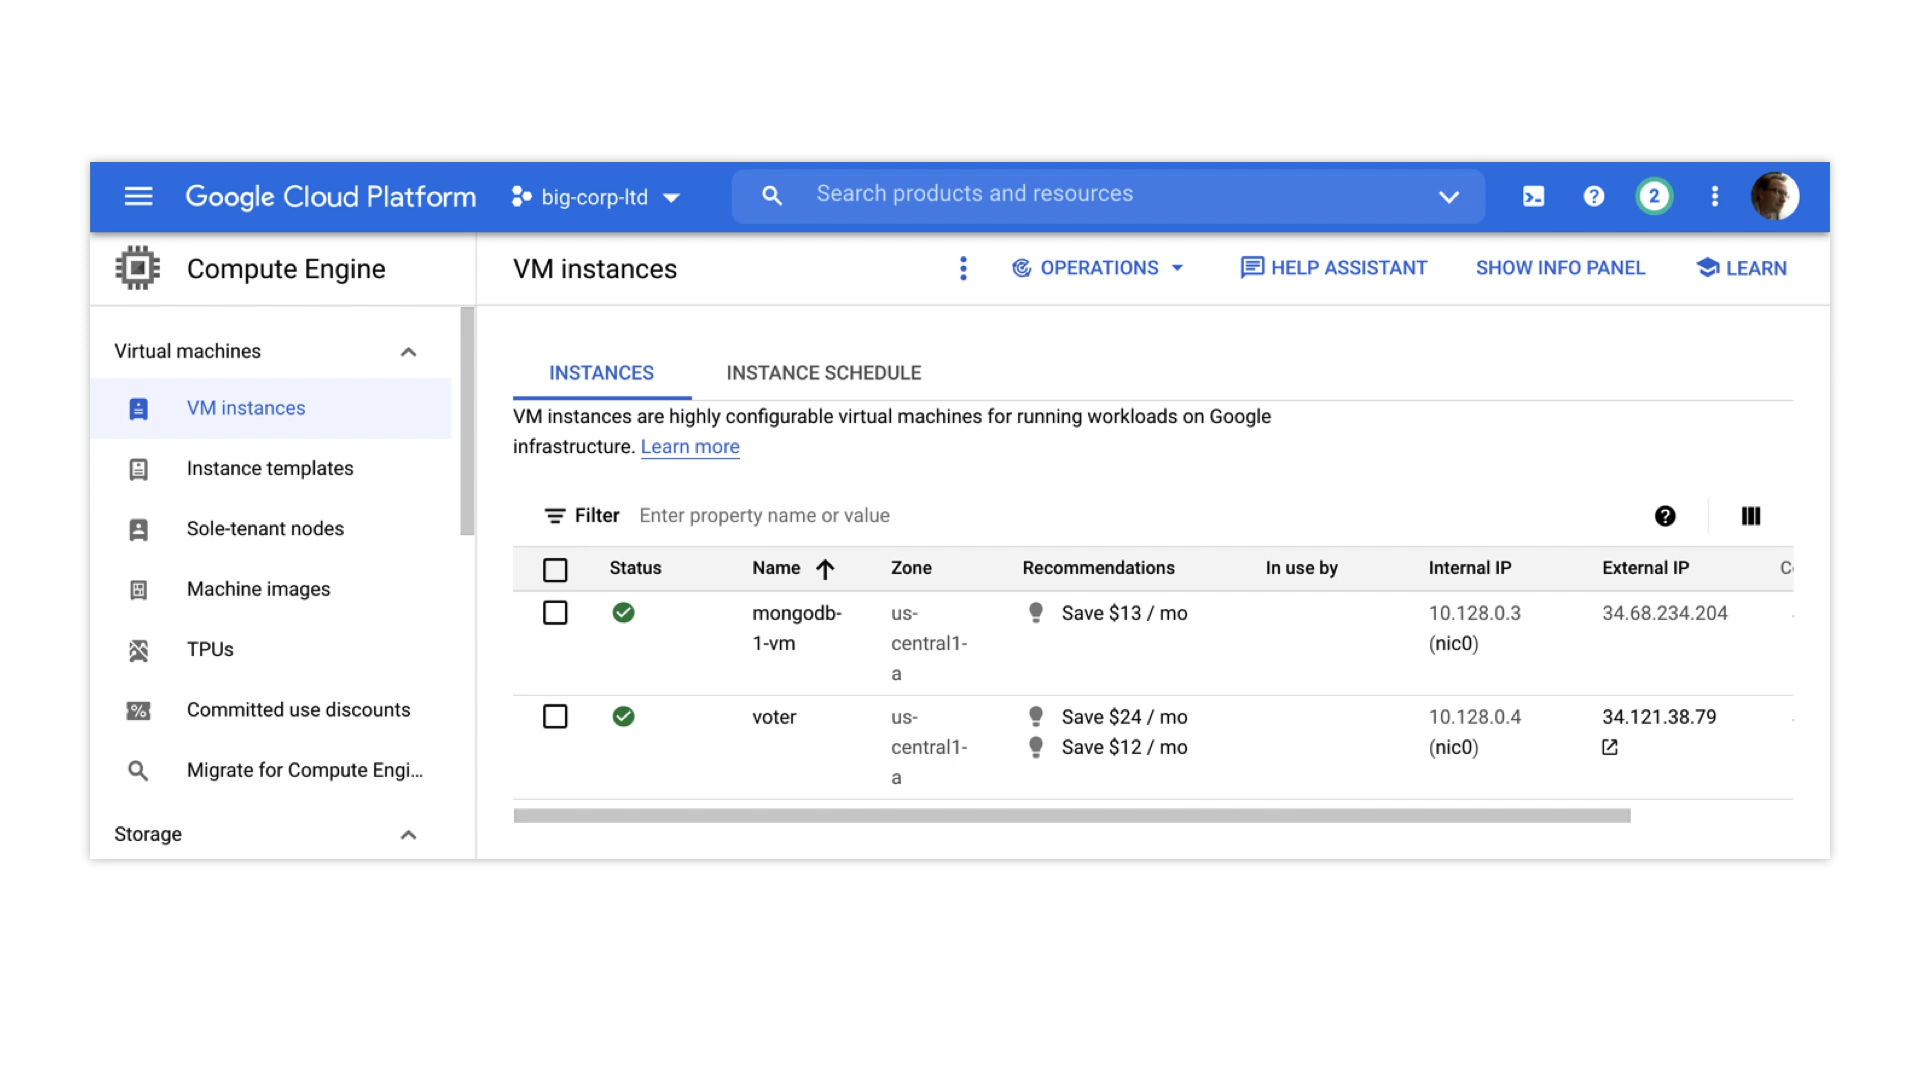 Google Cloud Platform
big-corp-ltd
Search products and resources
2
Compute Engine
VM instances
OPERATIONS
HELP ASSISTANT
SHOW INFO PANEL
LEARN
Virtual machines
VM instances
Instance templates
Sole-tenant nodes
Machine images
TPUs
Committed use discounts
Migrate for Compute Engi...
Storage
INSTANCES
INSTANCE SCHEDULE
VM instances are highly configurable virtual machines for running workloads on Google
infrastructure. Learn more
Filter Enter property name or value
Status Name Zone Recommendations In use by Internal IP External IP
mongodb- us- Save $13 / mo 10.128.0.3 34.68.234.204
1-vm central1- (nic0)
a
voter us- Save $24 / mo 10.128.0.4 34.121.38.79
central1- Save $12 / mo (nic0)
a